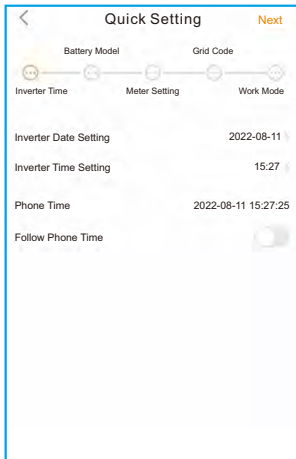 Quick Setting Next
Battery Model Grid Code
Inverter Time Meter Setting Work Mode
Inverter Date Setting 2022-08-11
Inverter Time Setting 15:27
Phone Time 2022-08-11 15:27:25
Follow Phone Time